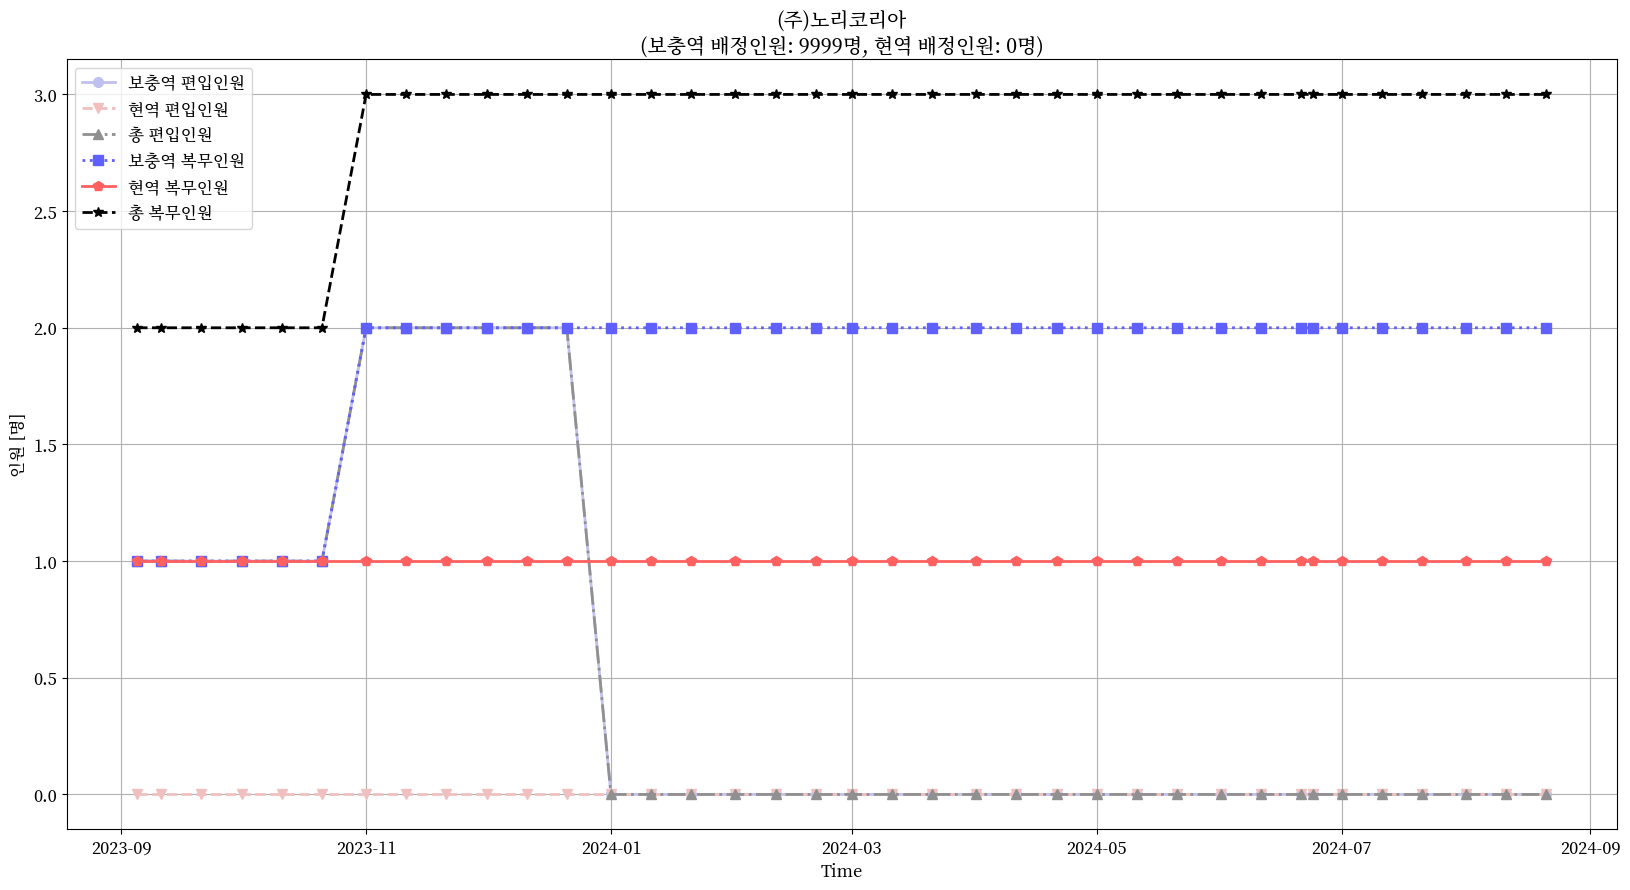 (주)노리코리아
(보충역 배정인원: 9999명, 현역 배정인원: 0명)
보충역 편입인원
현역 편입인원
총 편입인원
보충역 복무인원
현역 복무인원
총 복무인원
인원 [명]
3.0
2.5
2.0
1.5
1.0
0.5
0.0
2023-09
2023-11
2024-01
2024-03
2024-05
2024-07
2024-09
Time